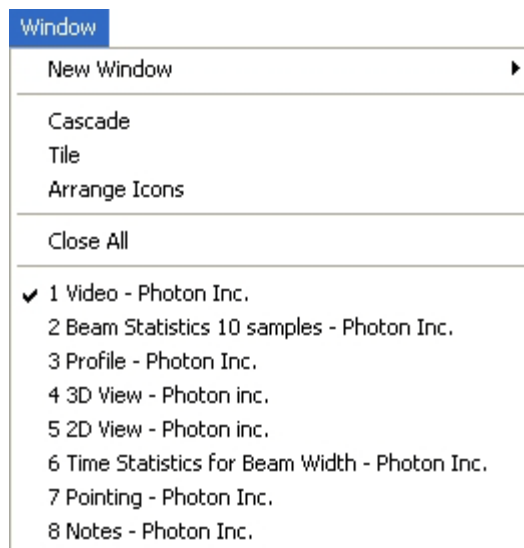 Window
New Window
Cascade
Tile
Arrange Icons
Close All
1 Video - Photon Inc.
2 Beam Statistics 10 samples - Photon Inc.
3 Profile - Photon Inc.
4 3D View - Photon inc.
5 2D View - Photon inc.
6 Time Statistics for Beam Width - Photon Inc.
7 Pointing - Photon Inc.
8 Notes - Photon Inc.